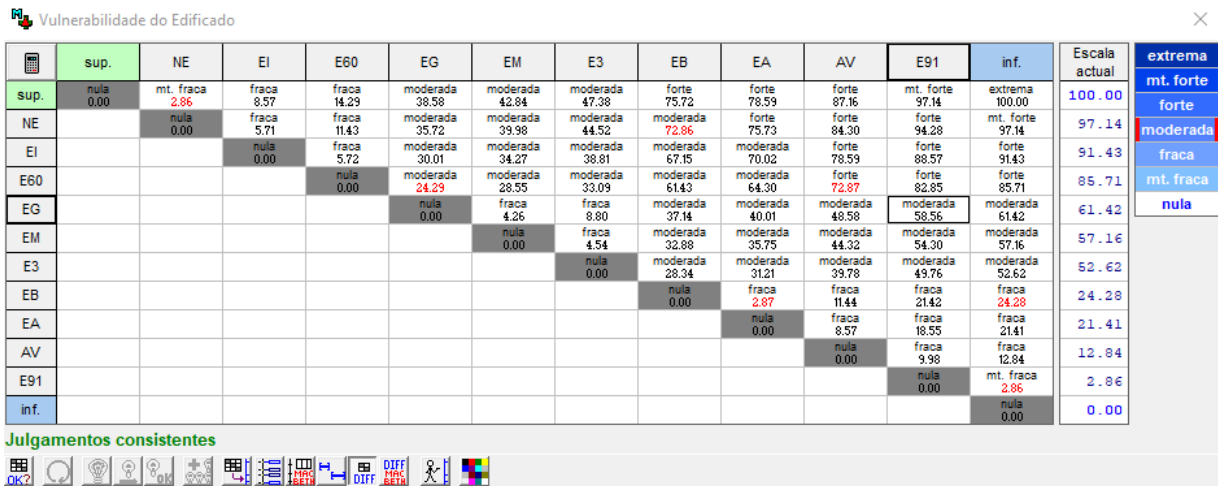 Vulnerabilidade do Edificado
sup. NE EI E60 EG EM E3 EB EA AV E91 inf. Escala actual extrema
sup. nula mt. fraca fraca fraca moderada moderada moderada forte forte forte mt. forte extrema 100.00 mt. forte
0.00 2.86 8.57 14.29 38.58 42.84 47.38 75.72 78.59 87.16 97.14 100.00
NE nula fraca fraca moderada moderada moderada moderada forte forte forte mt. forte 97.14 forte
0.00 5.71 11.43 35.72 39.98 44.52 72.86 75.73 84.30 94.28 97.14 moderada
EI nula fraca moderada moderada moderada moderada moderada forte forte forte 91.43 fraca
0.00 5.72 30.01 34.27 38.81 67.15 70.02 78.59 88.57 91.43
E60 nula moderada moderada moderada moderada moderada forte forte forte 85.71 mt. fraca
0.00 24.29 28.55 33.09 61.43 64.30 72.87 82.85 85.71
EG nula fraca fraca moderada moderada moderada moderada moderada 61.42 nula
0.00 4.26 8.80 37.14 40.01 48.58 58.56 61.42
EM nula fraca moderada moderada moderada moderada moderada 57.16
0.00 4.54 32.88 35.75 44.32 54.30 57.16
E3 nula moderada moderada moderada moderada moderada 52.62
0.00 28.34 31.21 39.78 49.76 52.62
EB nula fraca fraca fraca fraca 24.28
0.00 2.87 11.44 21.42 24.28
EA nula fraca fraca fraca 21.41
0.00 8.57 18.55 21.41
AV nula fraca fraca 12.84
0.00 9.98 12.84
E91 nula mt. fraca 2.86
0.00 2.86
inf. nula 0.00
0.00
Julgamentos consistentes
OK? OK MAC BETH DIFF DIFF MAC BETH